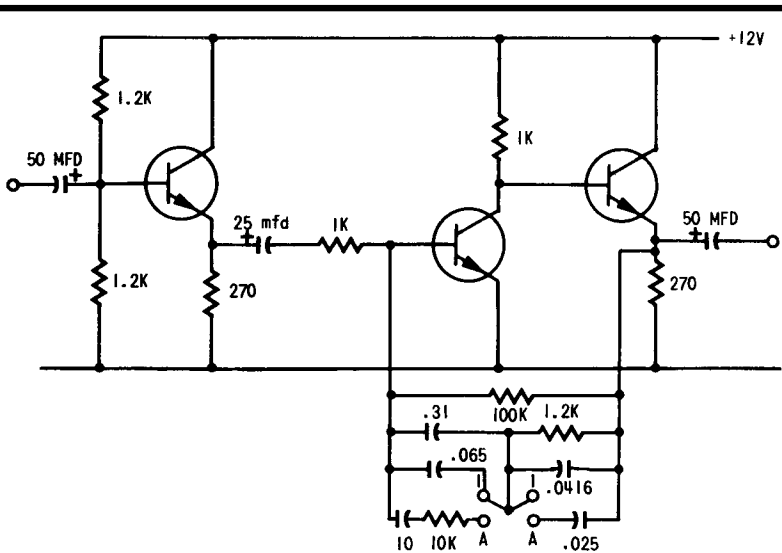 +12V
1.2K
1K
50 MFD
+
25 mfd
+
1K
50 MFD
+
1.2K
270
270
100K
.31
1.2K
.065
1
1
.0416
10
10K
A
A
.025